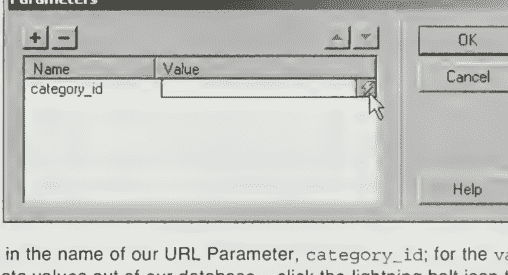 Parameters
+ -
OK
Name Value
category_id
Cancel
Help
in the name of our URL Parameter, category_id; for the
values out of our database click the lightning bolt icon